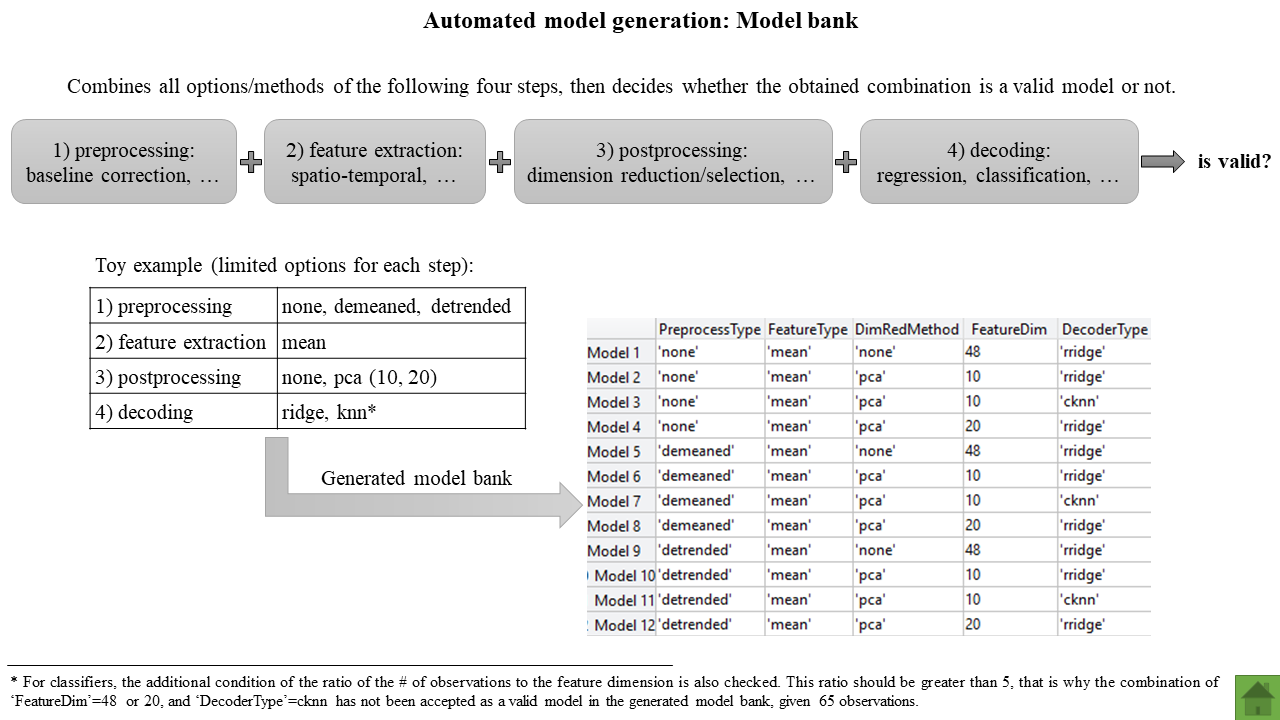 Automated model generation: Model bank
Combines all options/methods of the following four steps, then decides whether the obtained combination is a valid model or not.
1) preprocessing:
baseline correction, …
2) feature extraction:
spatio-temporal, …
3) postprocessing:
dimension reduction/selection, …
4) decoding:
regression, classification, …
is valid?
Toy example (limited options for each step):
1) preprocessing none, demeaned, detrended
2) feature extraction mean
3) postprocessing none, pca (10, 20)
4) decoding ridge, knn*
Generated model bank
PreprocessType FeatureType DimRedMethod FeatureDim DecoderType
Model 1 'none' 'mean' 'none' 48 'rridge'
Model 2 'none' 'mean' 'pca' 10 'rridge'
Model 3 'none' 'mean' 'pca' 10 'cknn'
Model 4 'none' 'mean' 'pca' 20 'rridge'
Model 5 'demeaned' 'mean' 'none' 48 'rridge'
Model 6 'demeaned' 'mean' 'pca' 10 'rridge'
Model 7 'demeaned' 'mean' 'pca' 10 'cknn'
Model 8 'demeaned' 'mean' 'pca' 20 'rridge'
Model 9 'detrended' 'mean' 'none' 48 'rridge'
Model 10 'detrended' 'mean' 'pca' 10 'rridge'
Model 11 'detrended' 'mean' 'pca' 10 'cknn'
Model 12 'detrended' 'mean' 'pca' 20 'rridge'
* For classifiers, the additional condition of the ratio of the # of observations to the feature dimension is also checked. This ratio should be greater than 5, that is why the combination of
‘FeatureDim’=48 or 20, and ‘DecoderType’=cknn has not been accepted as a valid model in the generated model bank, given 65 observations.